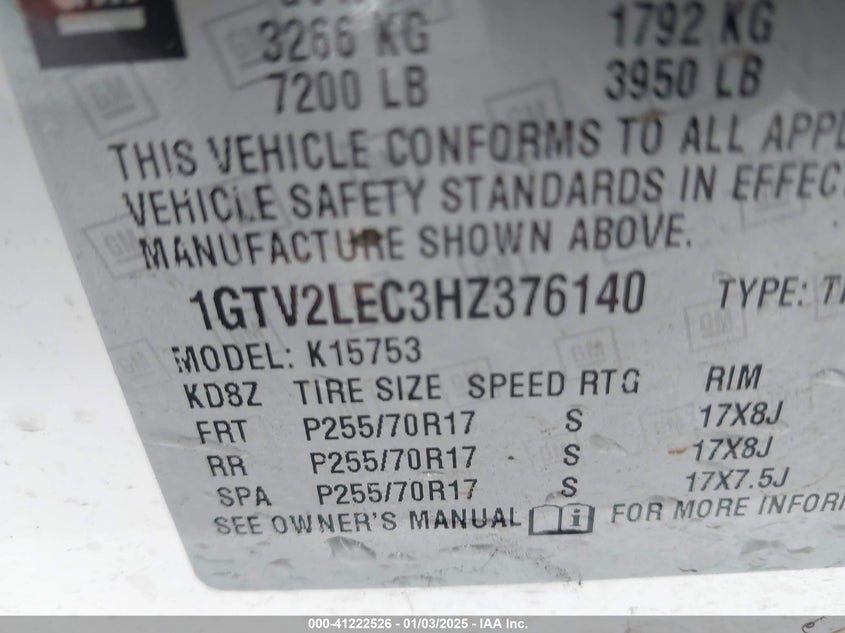 3266 KG 1792 KG
7200 LB 3950 LB
THIS VEHICLE CONFORMS TO ALL APPL
VEHICLE SAFETY STANDARDS IN EFFEC
MANUFACTURE SHOWN ABOVE.
1GTV2LEC3HZ376140 TYPE: T
MODEL: K15753
KD8Z TIRE SIZE SPEED RTG RIM
FRT P255/70R17 S 17X8J
RR P255/70R17 S 17X8J
SPA P255/70R17 S 17X7.5J
SEE OWNER'S MANUAL i FOR MORE INFORM
000-41222526 - 01/03/2025 - IAA Inc.